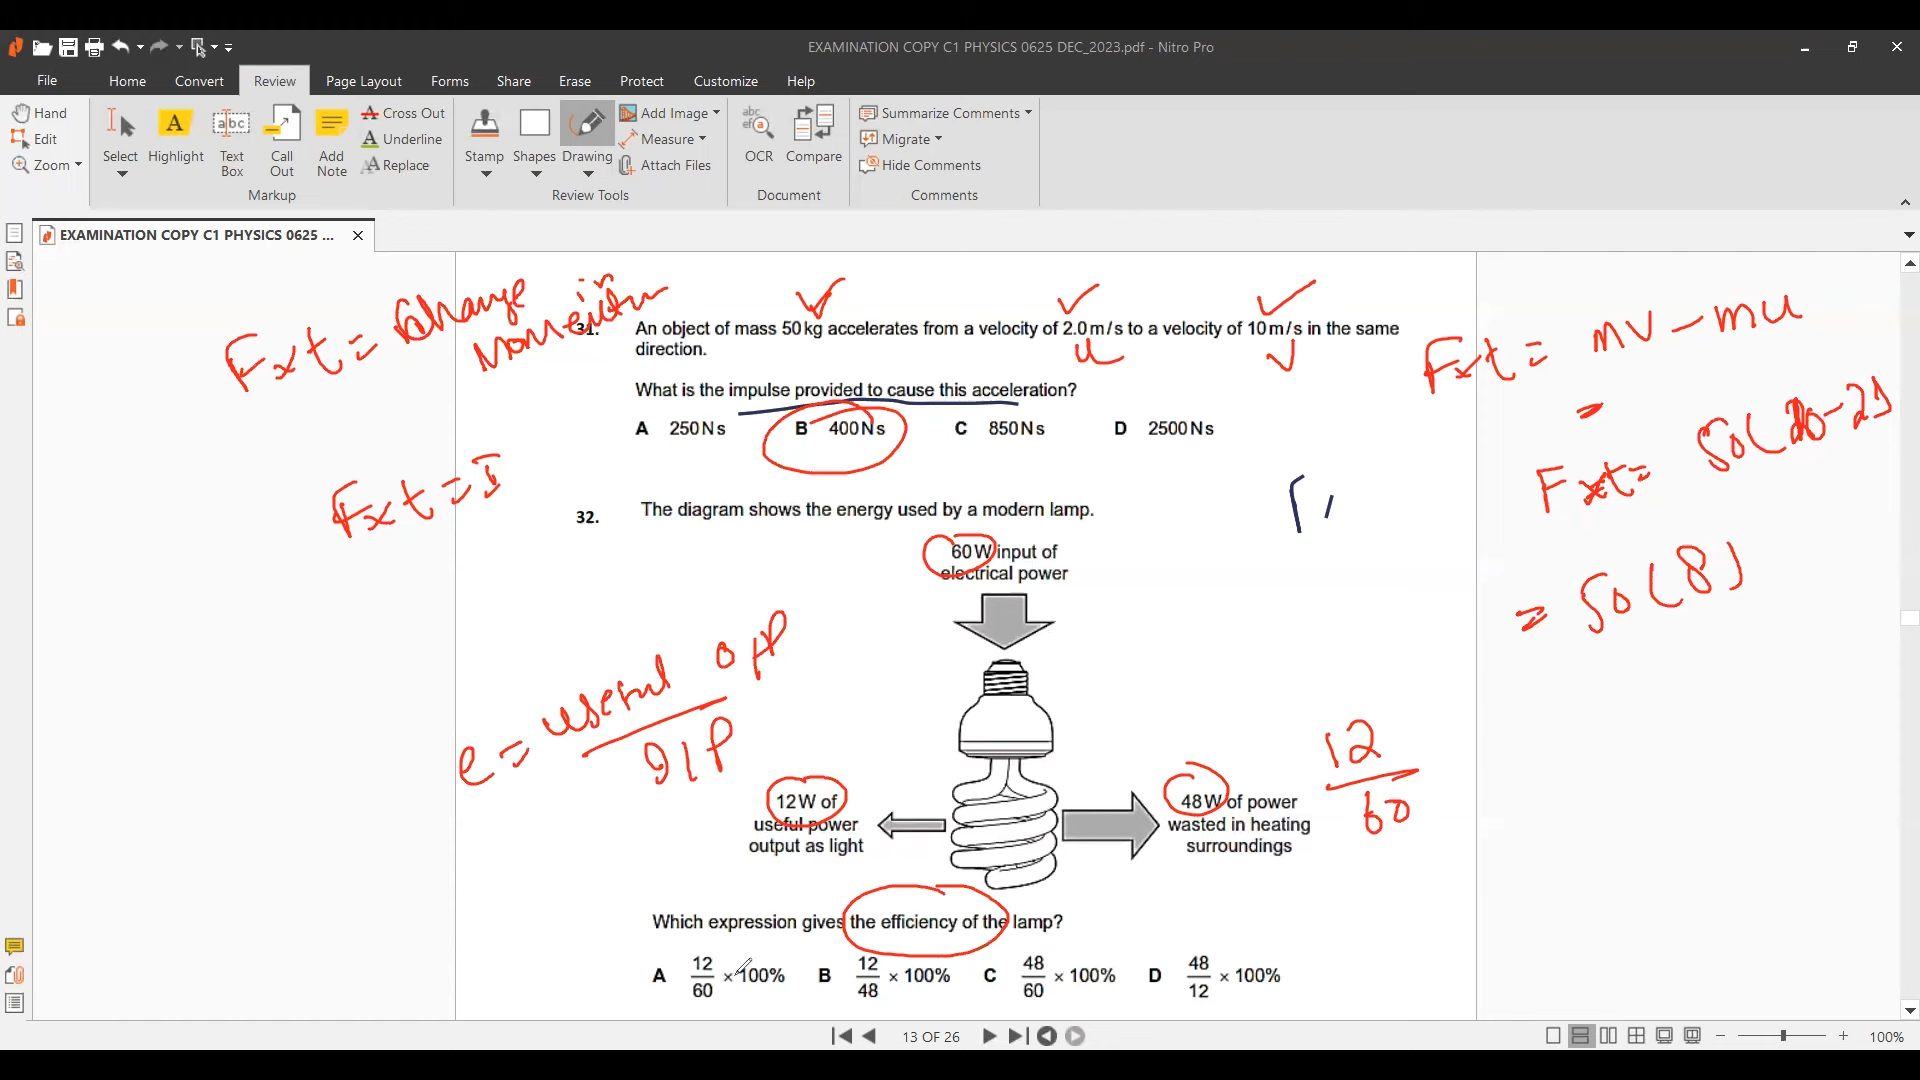 EXAMINATION COPY C1 PHYSICS 0625 DEC_2023.pdf - Nitro Pro
File Home Convert Review Page Layout Forms Share Erase Protect Customize Help
Hand
Edit
Zoom
Select
Highlight
Text Box
Call Out
Add Note
Cross Out
Underline
Replace
Markup
Stamp
Shapes
Drawing
Add Image
Measure
Attach Files
Review Tools
OCR
Compare
Document
Summarize Comments
Migrate
Hide Comments
Comments
EXAMINATION COPY C1 PHYSICS 0625 ...
F x t = change in
momentum
31. An object of mass 50 kg accelerates from a velocity of 2.0 m/s to a velocity of 10 m/s in the same
direction.
u v
F x t = mv - mu
What is the impulse provided to cause this acceleration?
A 250 N s B 400 N s C 850 N s D 2500 N s
F x t = I
F x t = 50(10-2)
= 50(8)
32. The diagram shows the energy used by a modern lamp.
60 W input of
electrical power
e = useful o/p
I/P
12 W of
useful power
output as light
48 W of power
wasted in heating
surroundings
12
60
Which expression gives the efficiency of the lamp?
A 12/60 × 100% B 12/48 × 100% C 48/60 × 100% D 48/12 × 100%
13 OF 26
100%